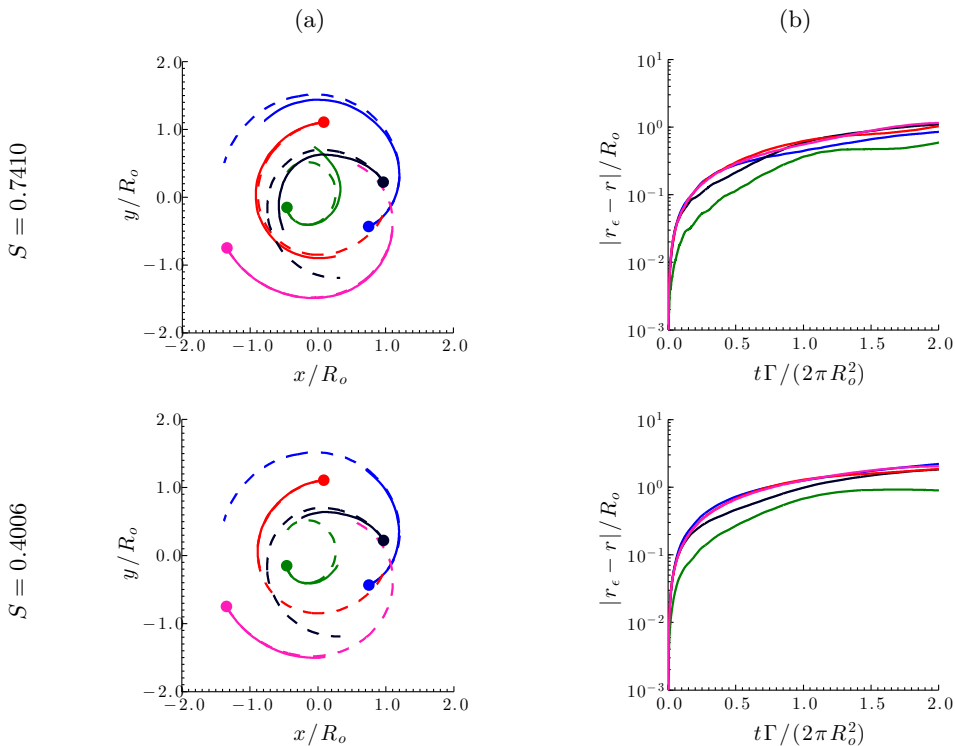 (a)
(b)
S = 0.7410
2.0
1.0
0.0
−1.0
−2.0
y/R_o
−2.0 −1.0 0.0 1.0 2.0
x/R_o
10^1
10^0
10^{-1}
10^{-2}
10^{-3}
|r_ϵ − r|/R_o
0.0 0.5 1.0 1.5 2.0
tΓ/(2πR_o^2)
S = 0.4006
2.0
1.0
0.0
−1.0
−2.0
y/R_o
−2.0 −1.0 0.0 1.0 2.0
x/R_o
10^1
10^0
10^{-1}
10^{-2}
10^{-3}
|r_ϵ − r|/R_o
0.0 0.5 1.0 1.5 2.0
tΓ/(2πR_o^2)